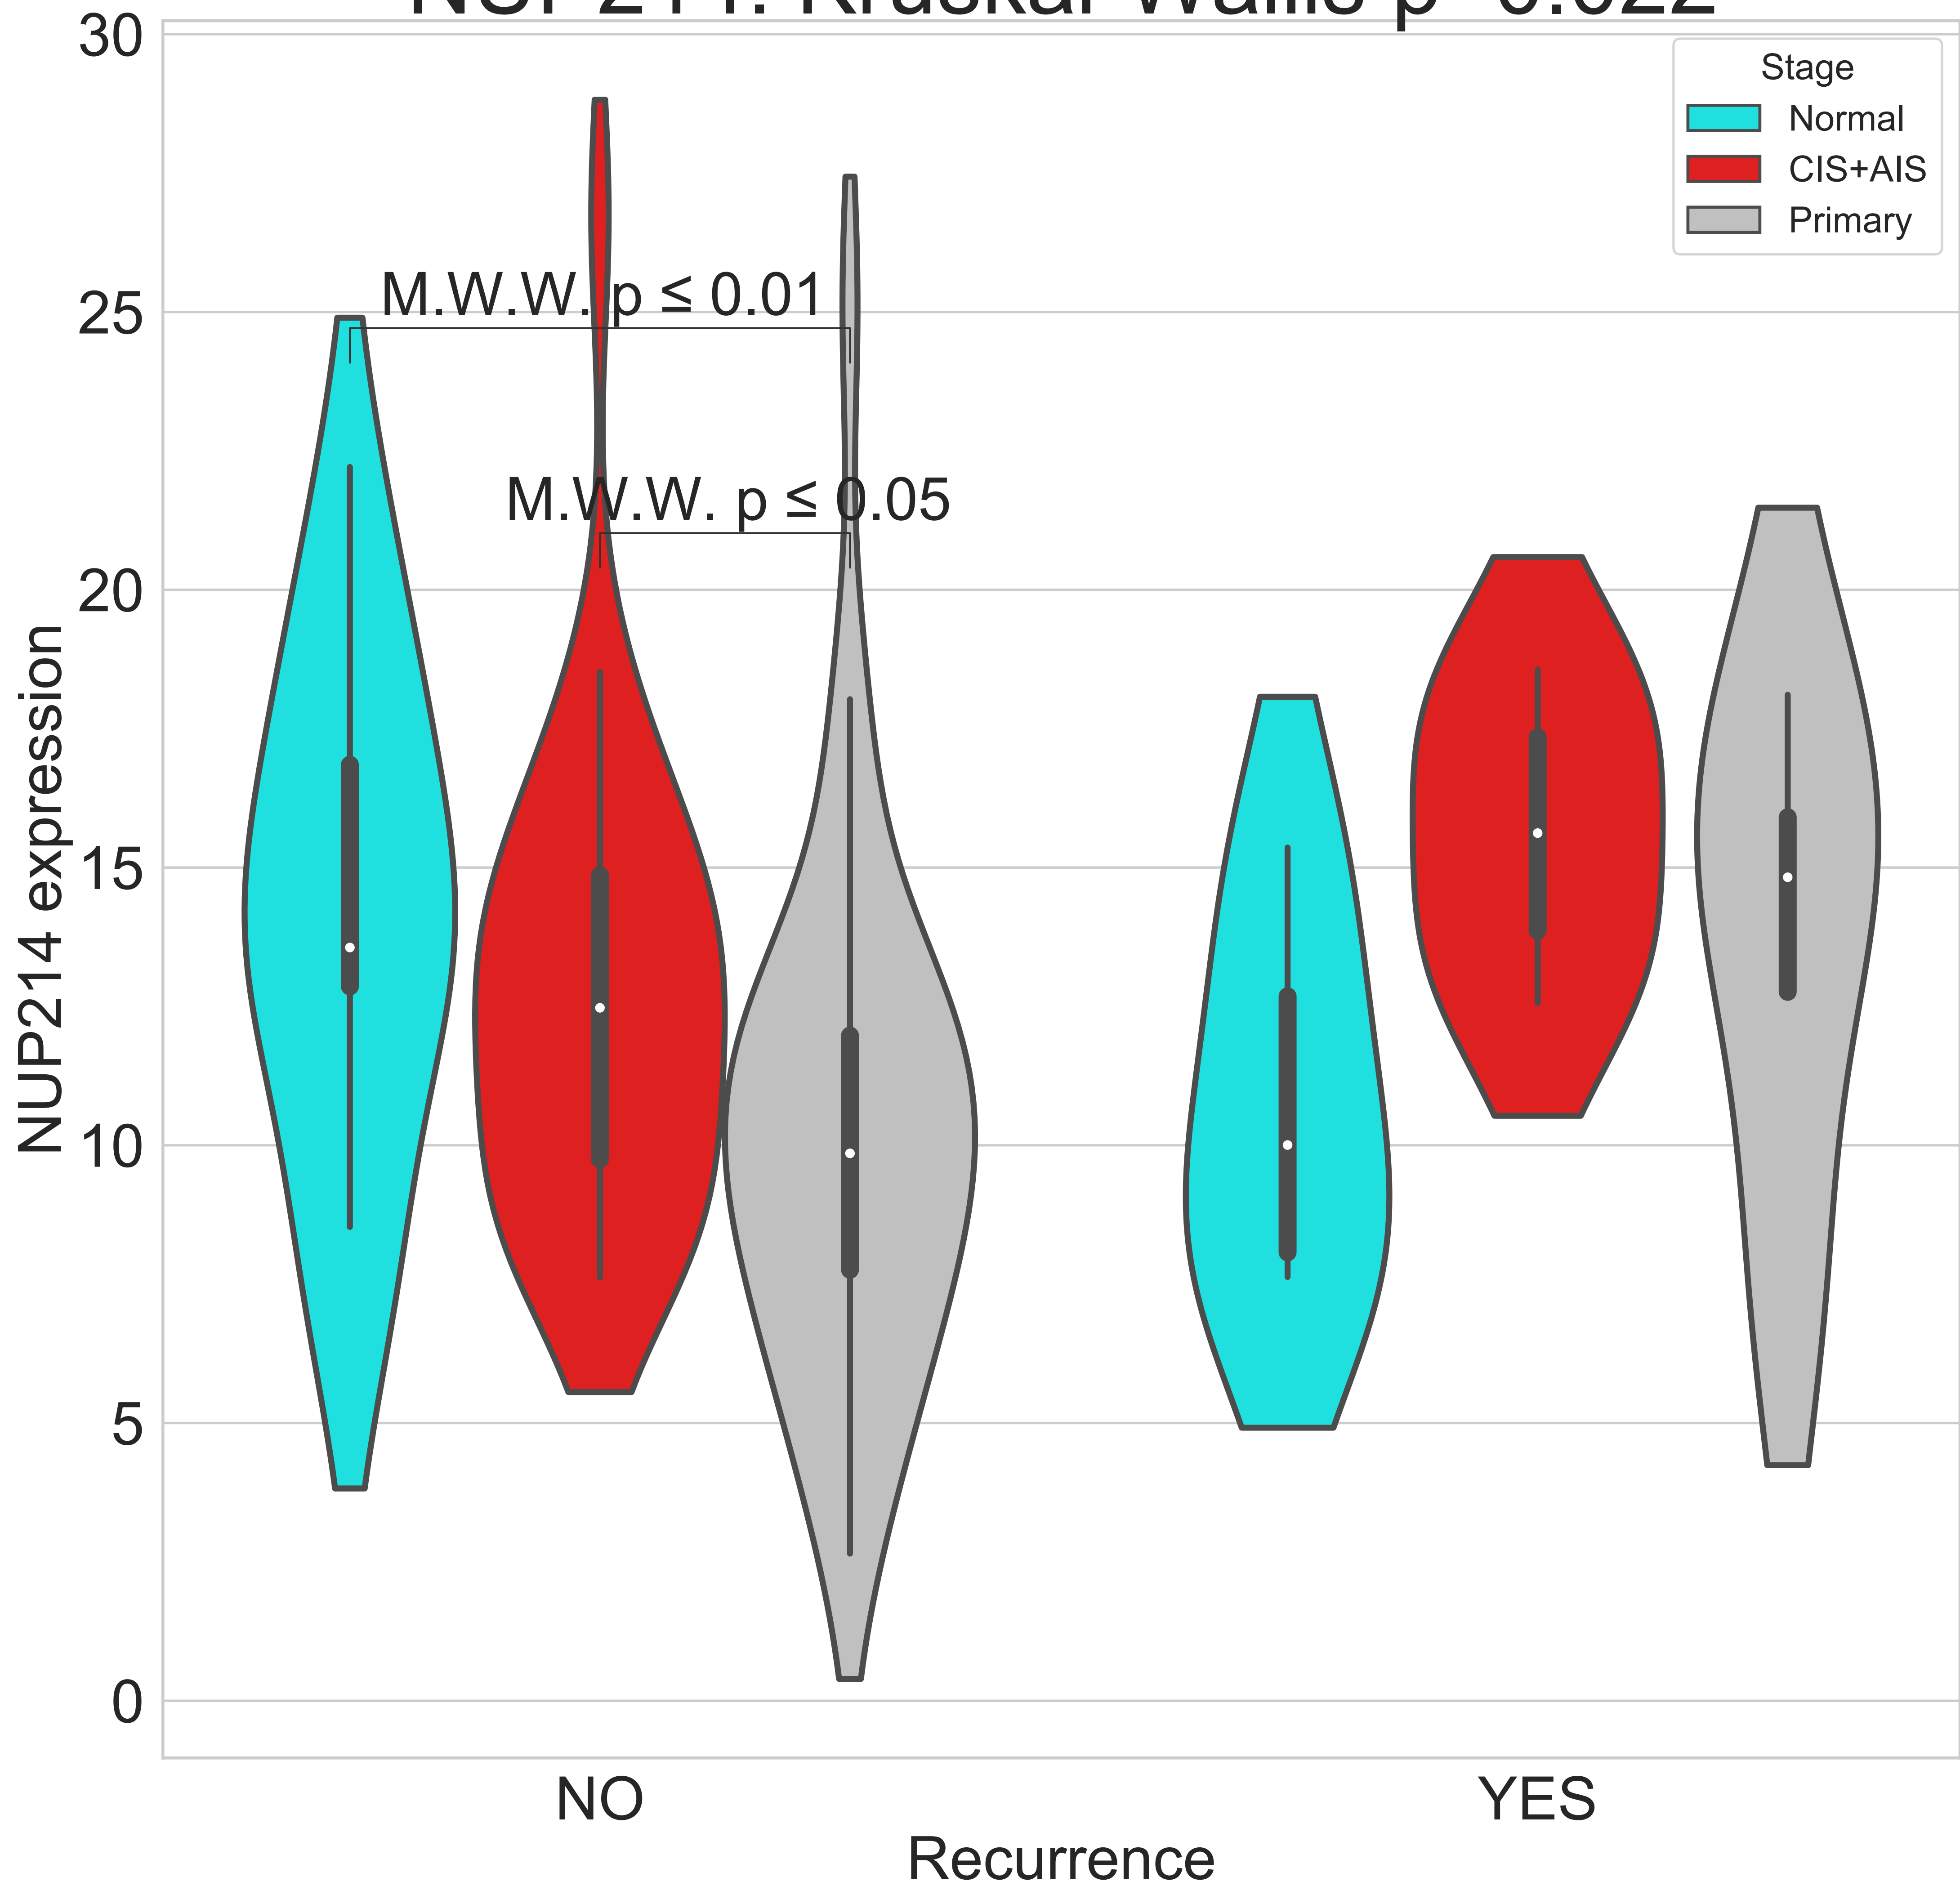 30
25
20
15
10
5
0
NUP214 expression
Stage
Normal
CIS+AIS
Primary
M.W.W. p ≤ 0.01
M.W.W. p ≤ 0.05
NO
YES
Recurrence